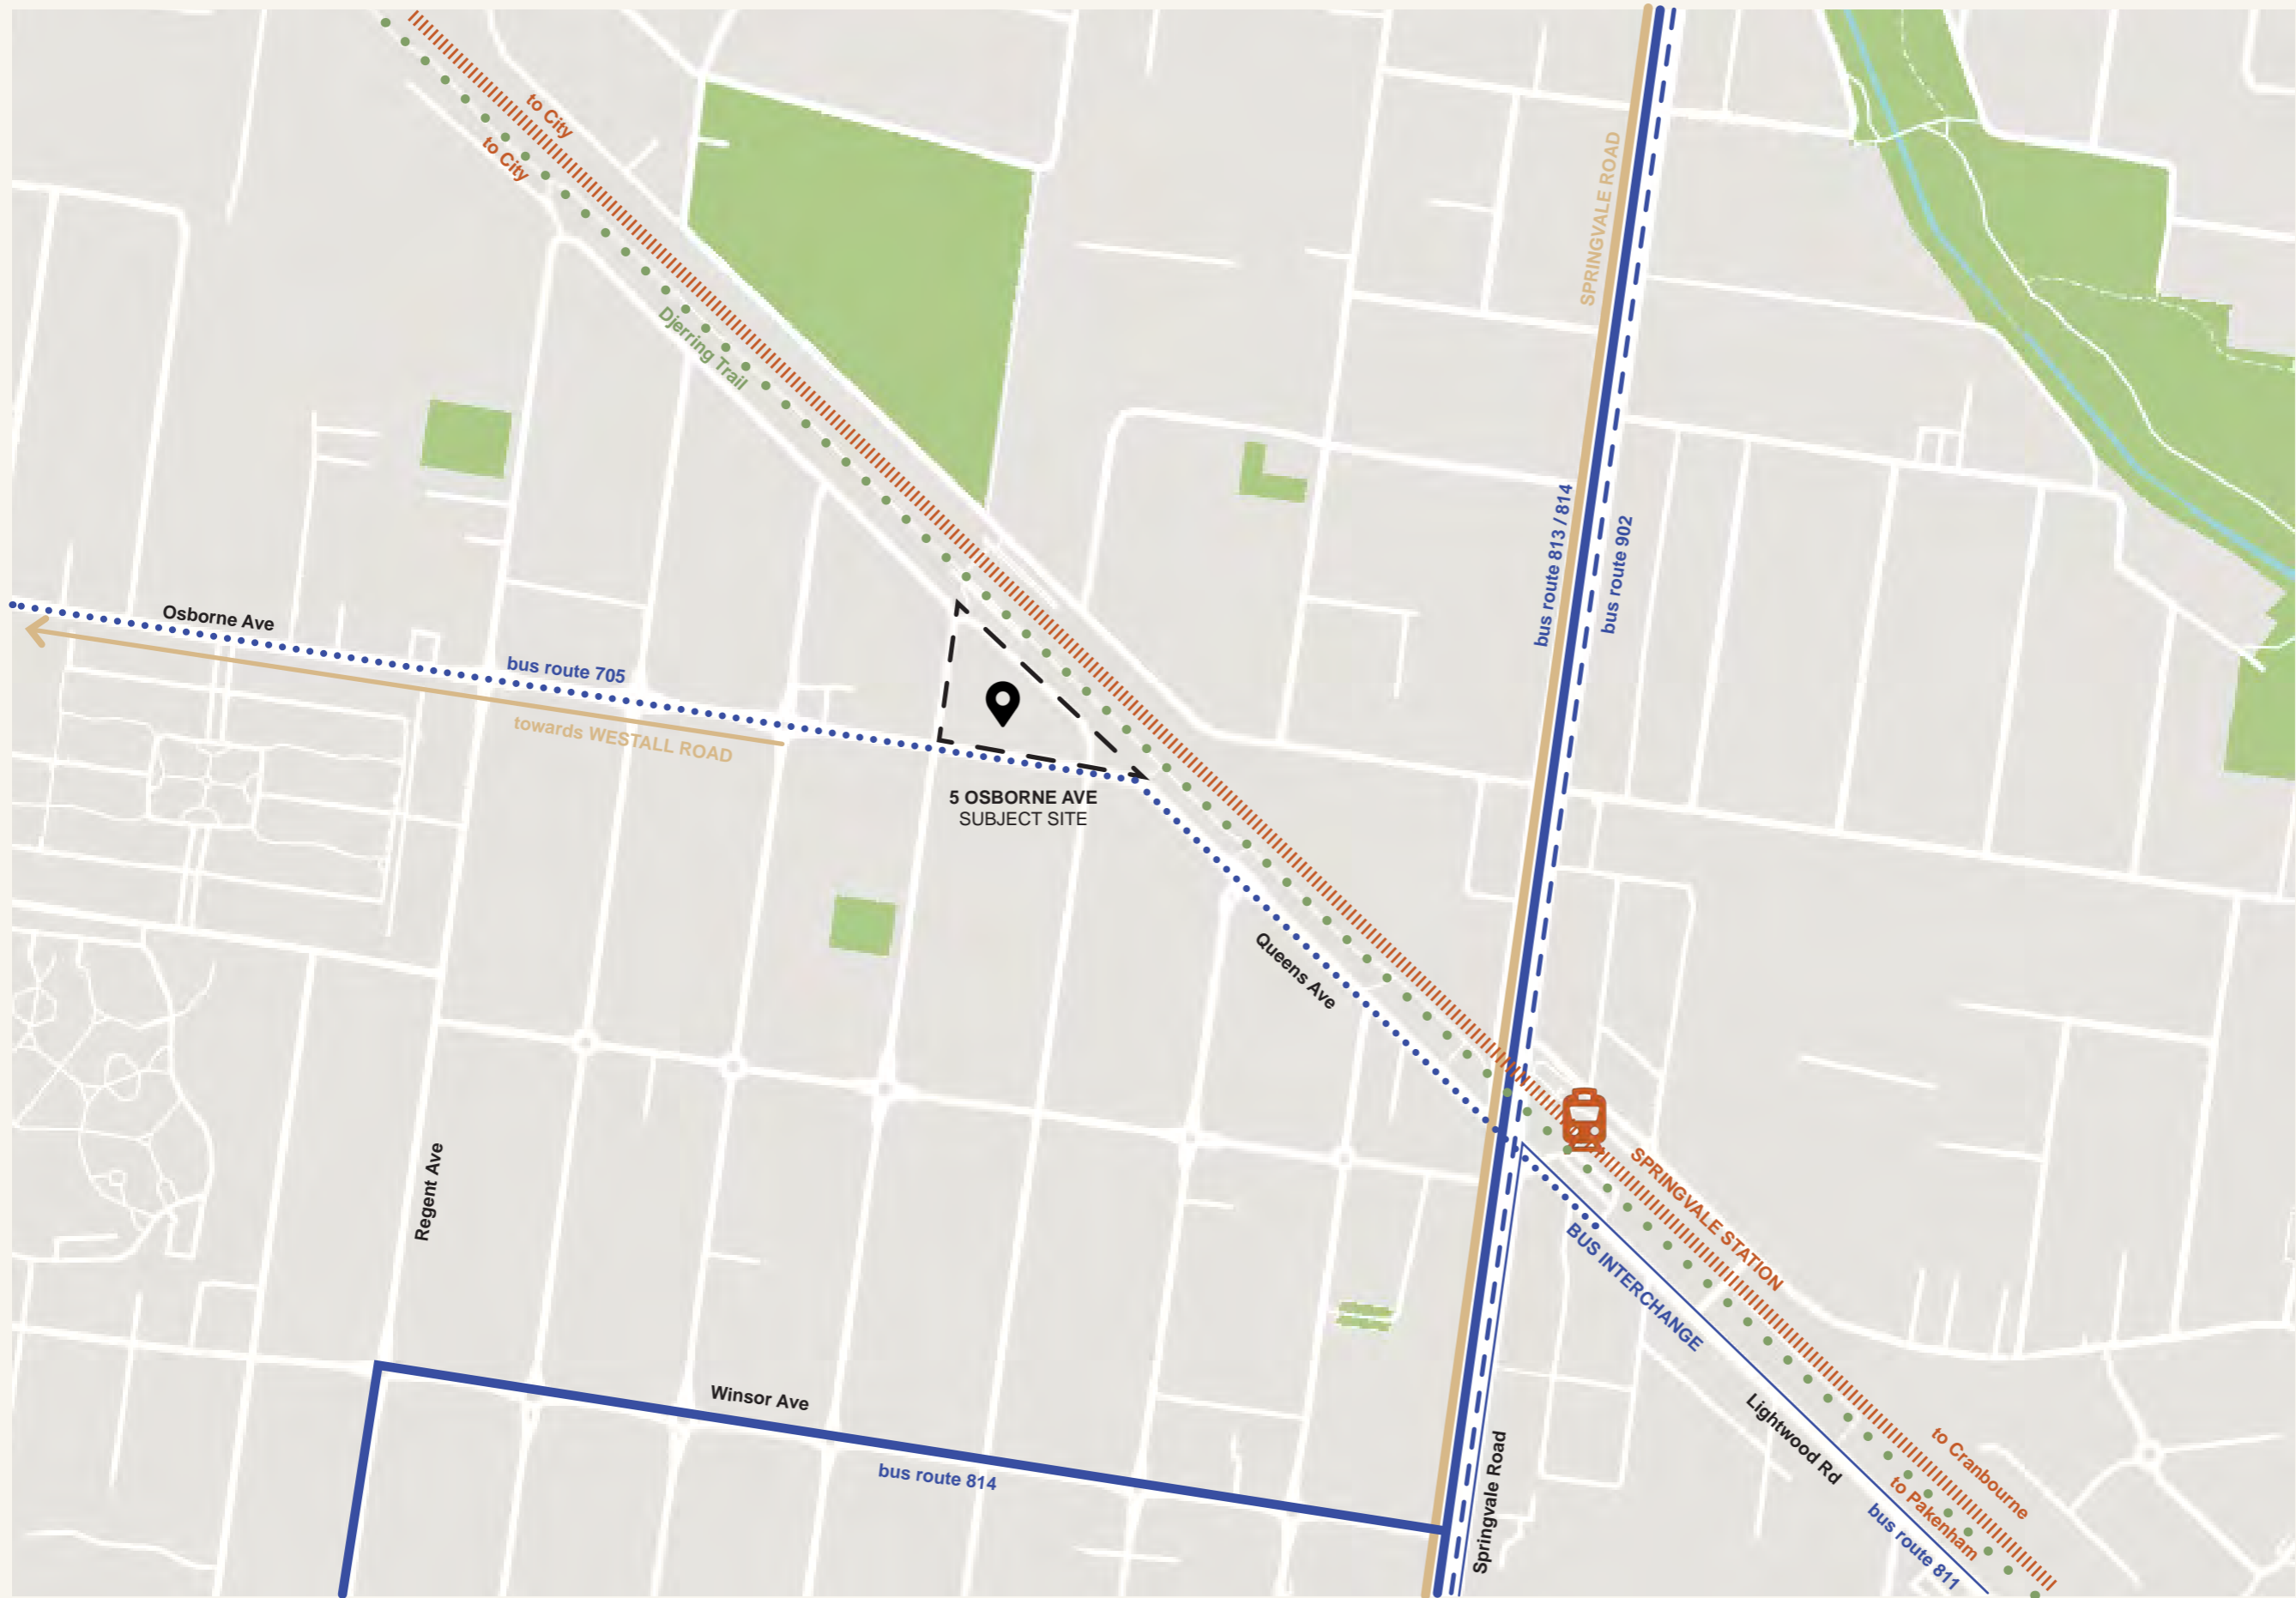 to City
to City
SPRINGVALE ROAD
Djerring Trail
bus route 813 / 814
bus route 902
Osborne Ave
bus route 705
towards WESTALL ROAD
5 OSBORNE AVE
SUBJECT SITE
Queens Ave
Regent Ave
SPRINGVALE STATION
BUS INTERCHANGE
Winsor Ave
bus route 814
Springvale Road
Lightwood Rd
to Cranbourne
to Pakenham
bus route 811